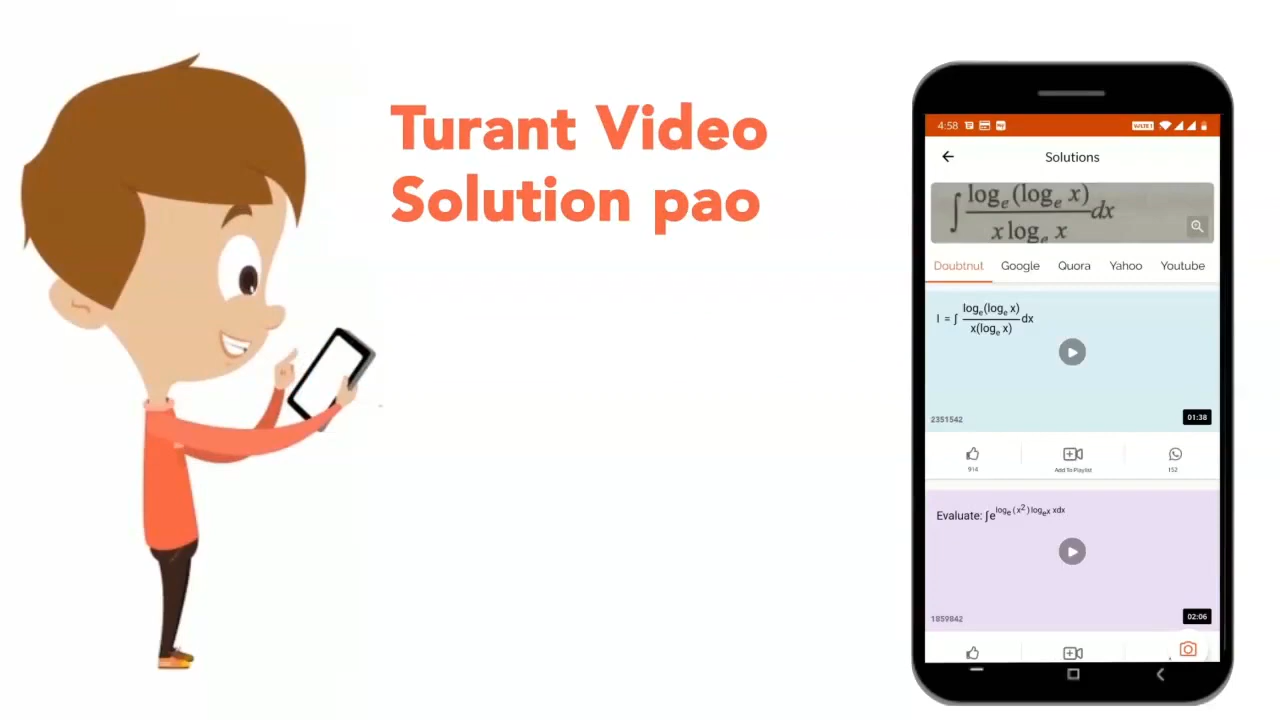 Turant Video
Solution pao
4:58
VoLTE1
Solutions
∫ logₑ (logₑ x) / x logₑ x dx
Doubtnut Google Quora Yahoo Youtube
I = ∫ logₑ(logₑ x) / x(logₑ x) dx
2351542 01:38
914 Add To Playlist 152
Evaluate: ∫e^logₑ (x²) logₑx xdx
1859842 02:06